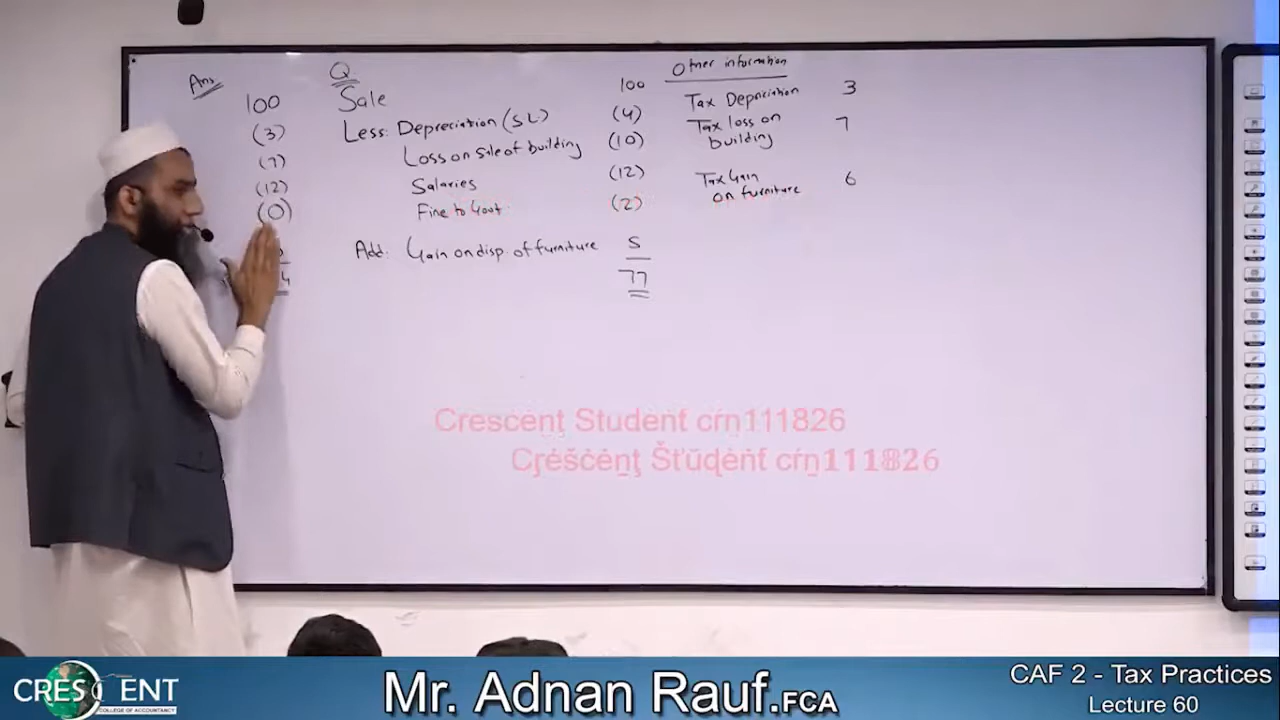 Ans
100
(3)
(7)
(12)
(0)
4
Q.
Sale 100
Less: Depreciation (SL) (4)
Loss on sale of building (10)
Salaries (12)
Fine to Govt. (2)
Add: Gain on disp. of furniture 5
77
Other information
Tax Depriciation 3
Tax loss on
building 7
Tax Gain
on furniture 6
Crescent Student crn111826
Crescent Student crn111826
CRESCENT
COLLEGE OF ACCOUNTANCY
Mr. Adnan Rauf.FCA
CAF 2 - Tax Practices
Lecture 60